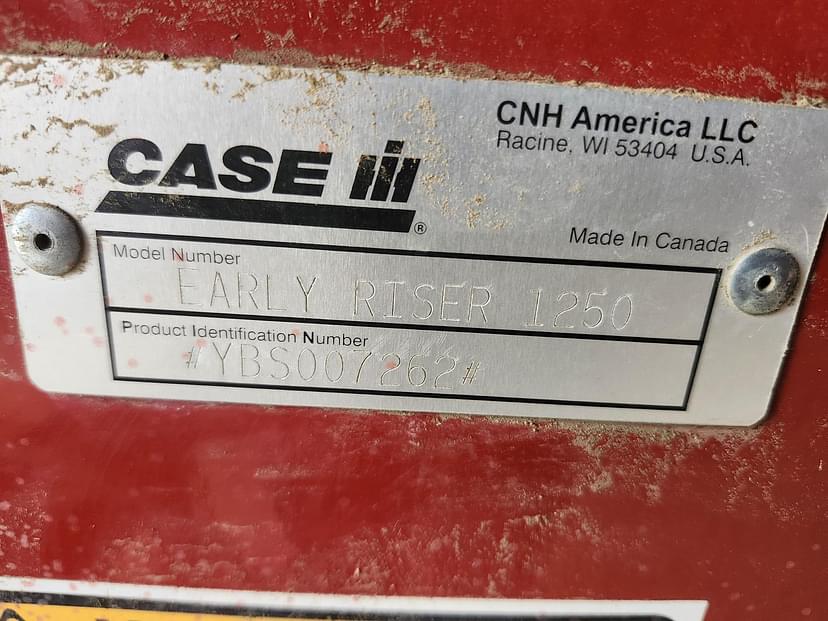 CNH America LLC
Racine, WI 53404 U.S.A.
CASE IH
®
Made In Canada
Model Number
EARLY RISER 1250
Product Identification Number
#YBS007262#